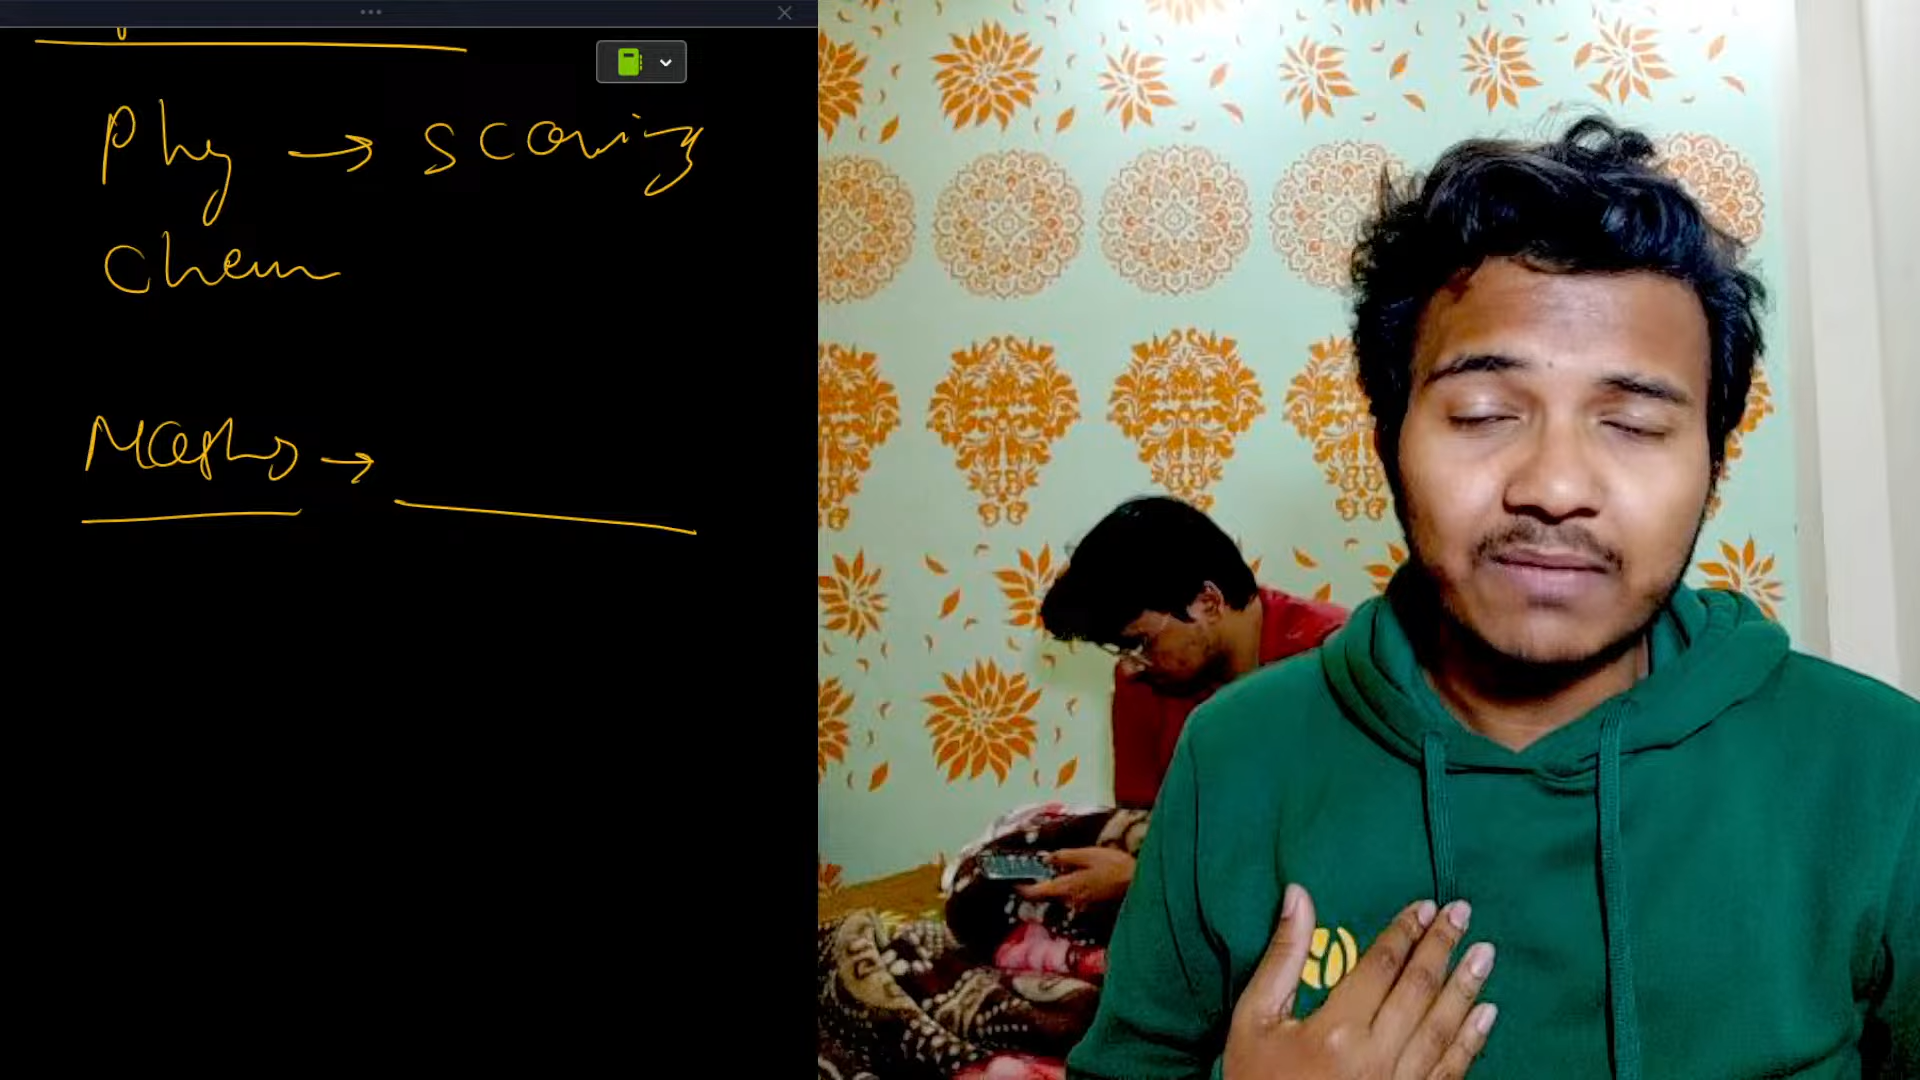 Phy → scoring
Chem
Maths →